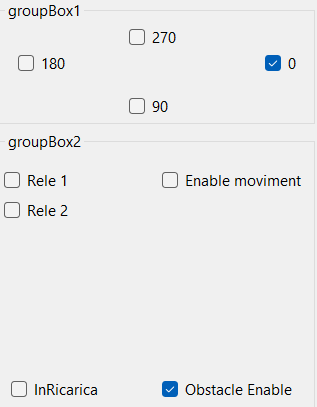 groupBox1
270
180
0
90
groupBox2
Rele 1
Enable moviment
Rele 2
InRicarica
Obstacle Enable